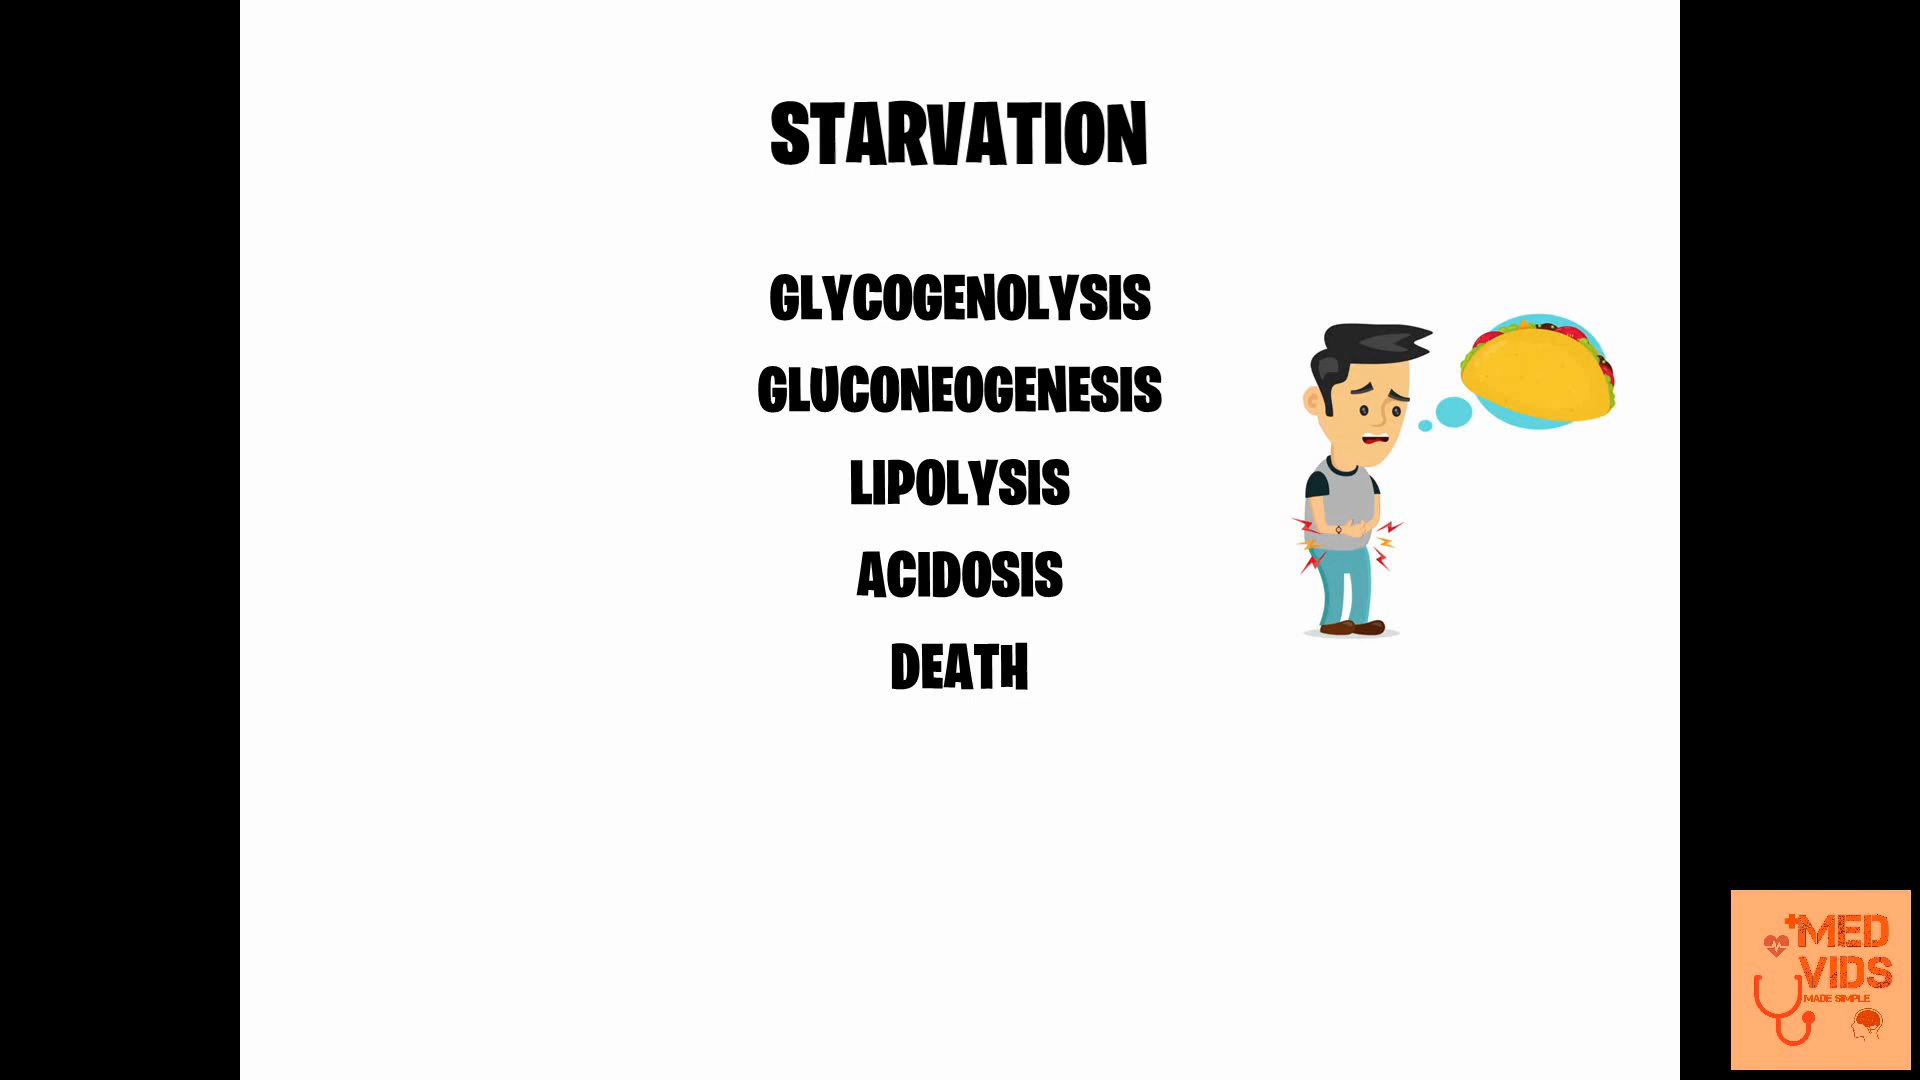 STARVATION
GLYCOGENOLYSIS
GLUCONEOGENESIS
LIPOLYSIS
ACIDOSIS
DEATH
MED
VIDS
MADE SIMPLE